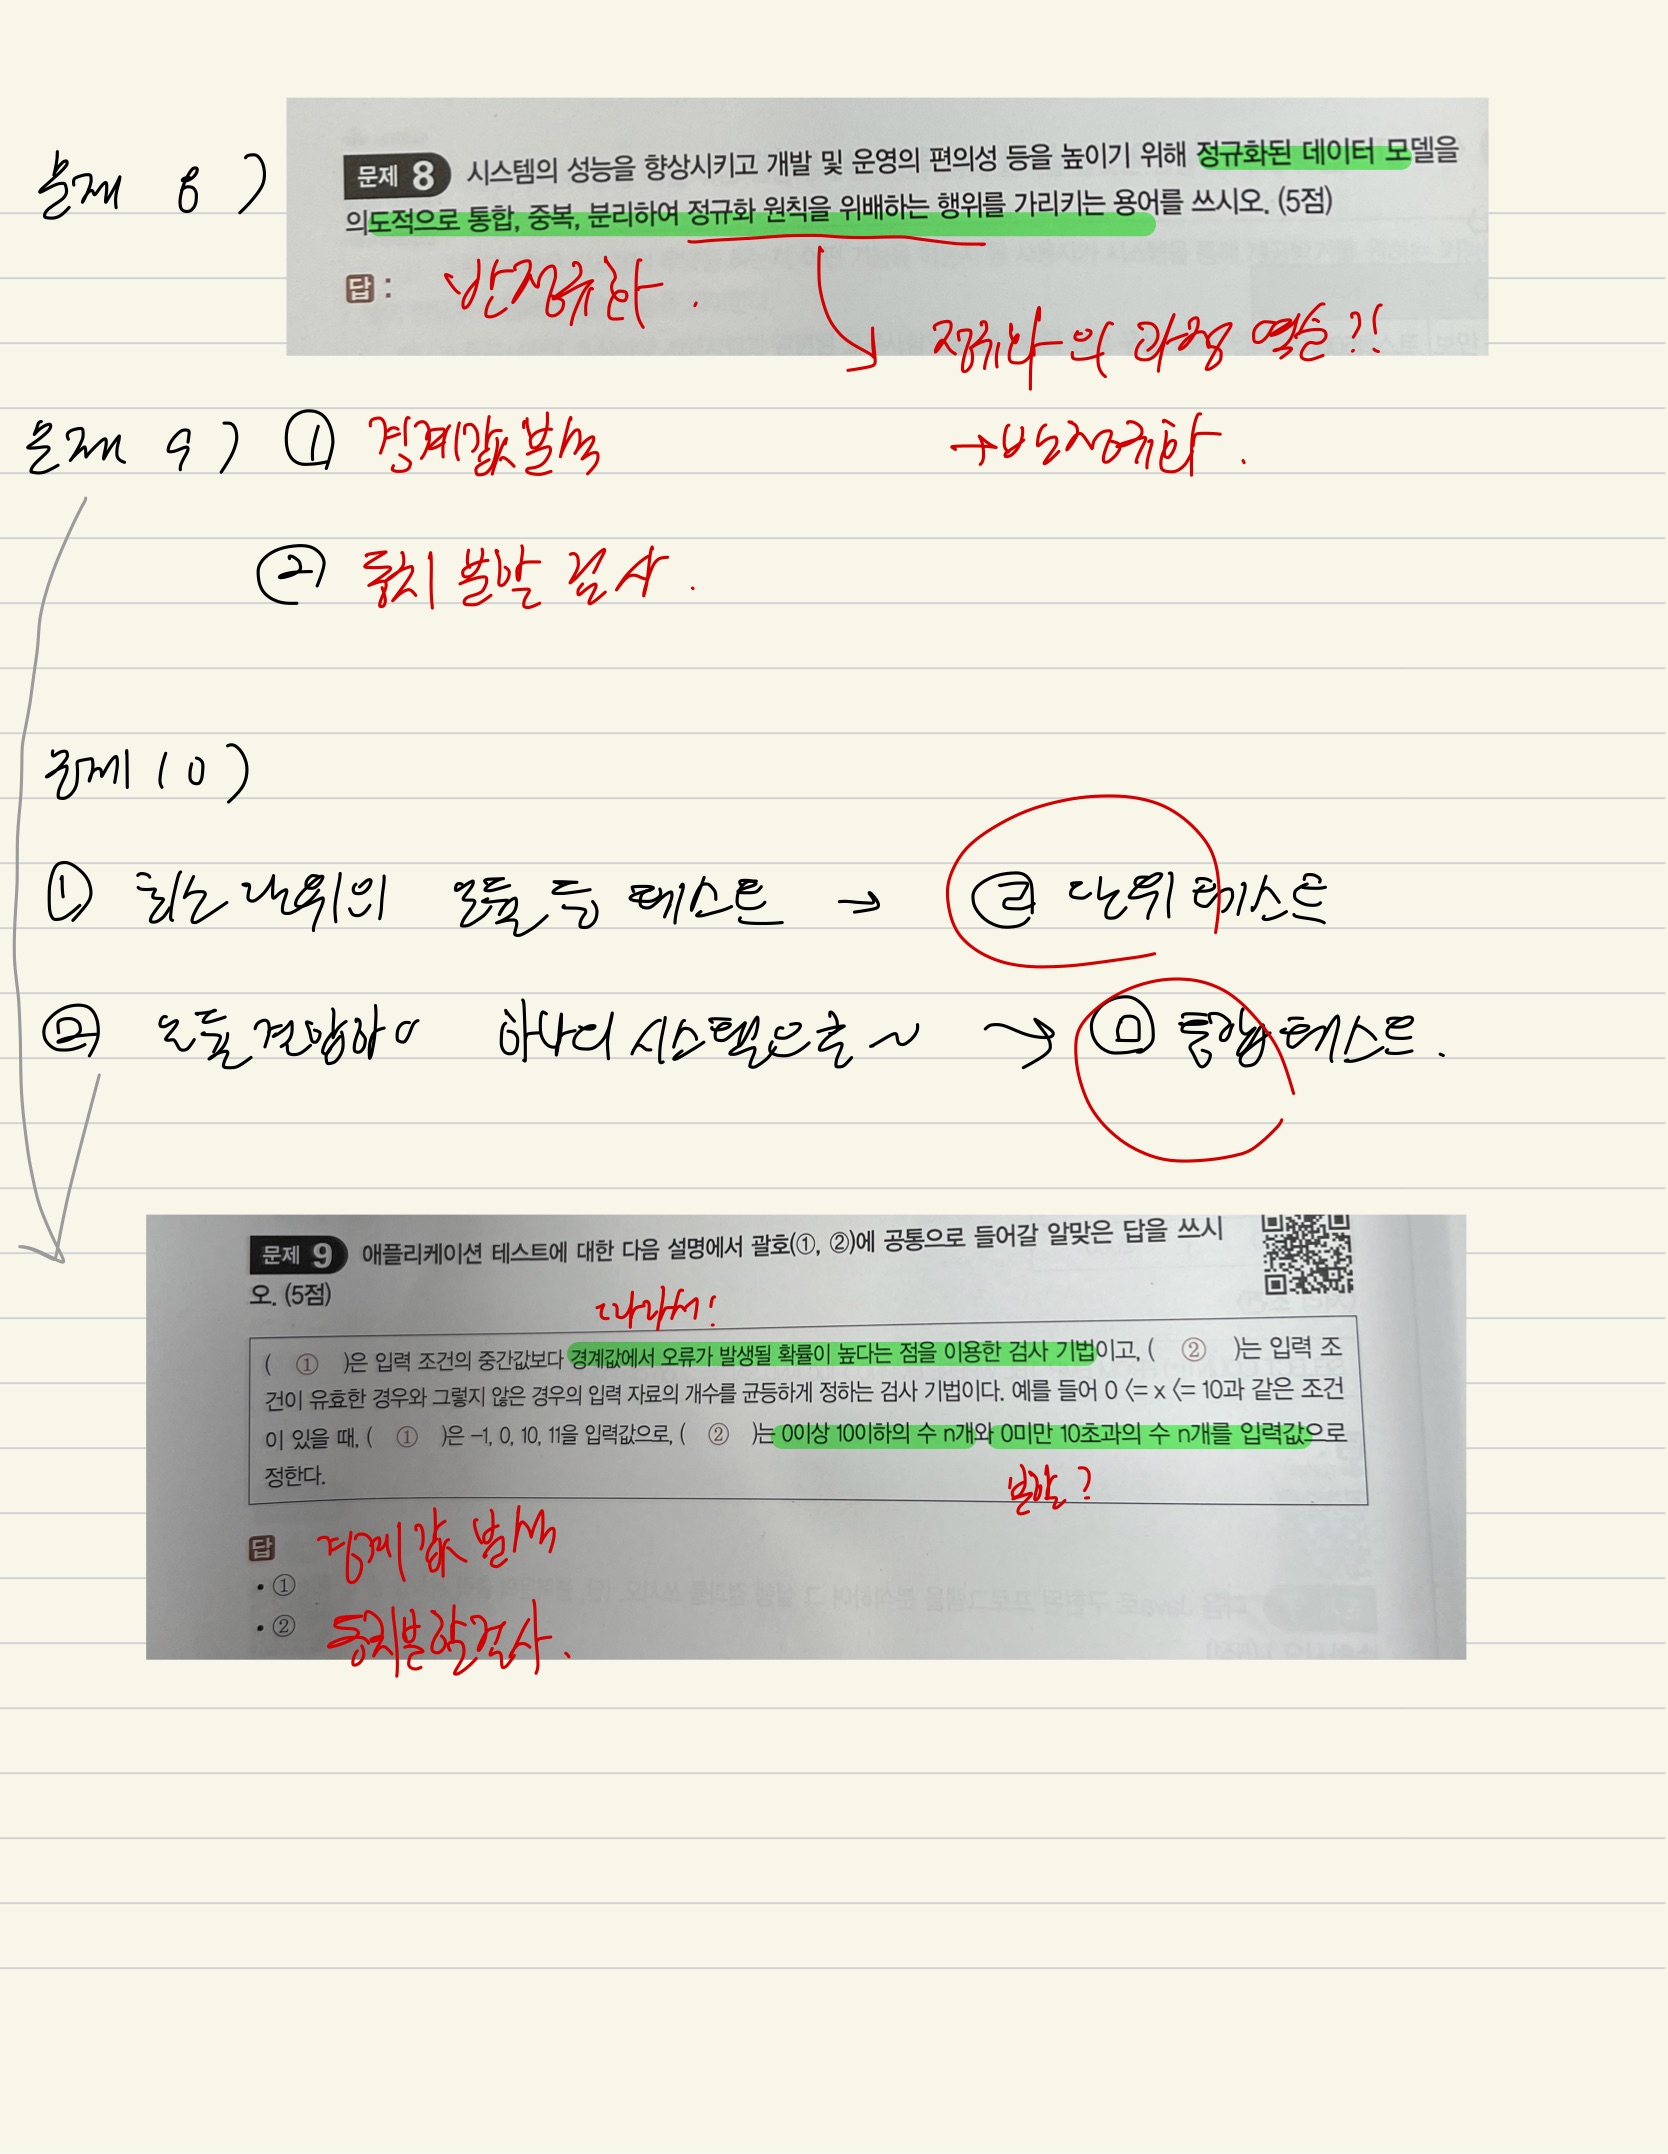 문제 8)
문제 8 시스템의 성능을 향상시키고 개발 및 운영의 편의성 등을 높이기 위해 정규화된 데이터 모델을
의도적으로 통합, 중복, 분리하여 정규화 원칙을 위배하는 행위를 가리키는 용어를 쓰시오. (5점)
답 : 반정규화.
정규화의 과정 역순?!
→ 반정규화.
문제 9) ① 경계값 분석
② 동치 분할 검사.
문제 10)
① 최소 단위의 모듈 등 테스트 → ㉣ 단위 테스트
② 모듈 결합하여 하나의 시스템으로 ~ → ㉤ 통합 테스트.
문제 9 애플리케이션 테스트에 대한 다음 설명에서 괄호(①, ②)에 공통으로 들어갈 알맞은 답을 쓰시
오. (5점)
따라서!
( ① )은 입력 조건의 중간값보다 경계값에서 오류가 발생될 확률이 높다는 점을 이용한 검사 기법이고, ( ② )는 입력 조
건이 유효한 경우와 그렇지 않은 경우의 입력 자료의 개수를 균등하게 정하는 검사 기법이다. 예를 들어 0 <= x <= 10과 같은 조건
이 있을 때, ( ① )은 -1, 0, 10, 11을 입력값으로, ( ② )는 0이상 10이하의 수 n개와 0미만 10초과의 수 n개를 입력값으로
정한다.
분할?
답 경계값 분석
• ①
• ② 동치분할검사.